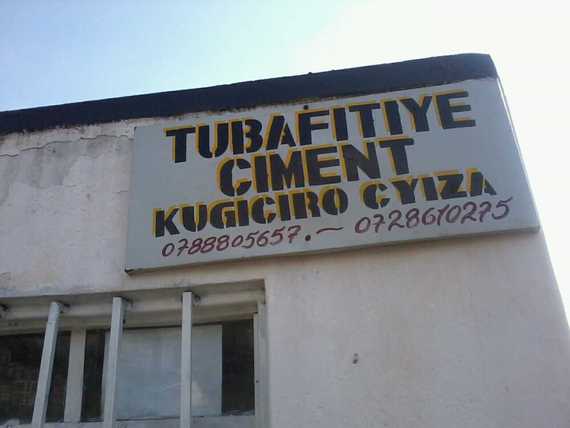 TUBAFITIYE
CIMENT
KUGICIRO CYIZA
0788805657.~ 0728610275